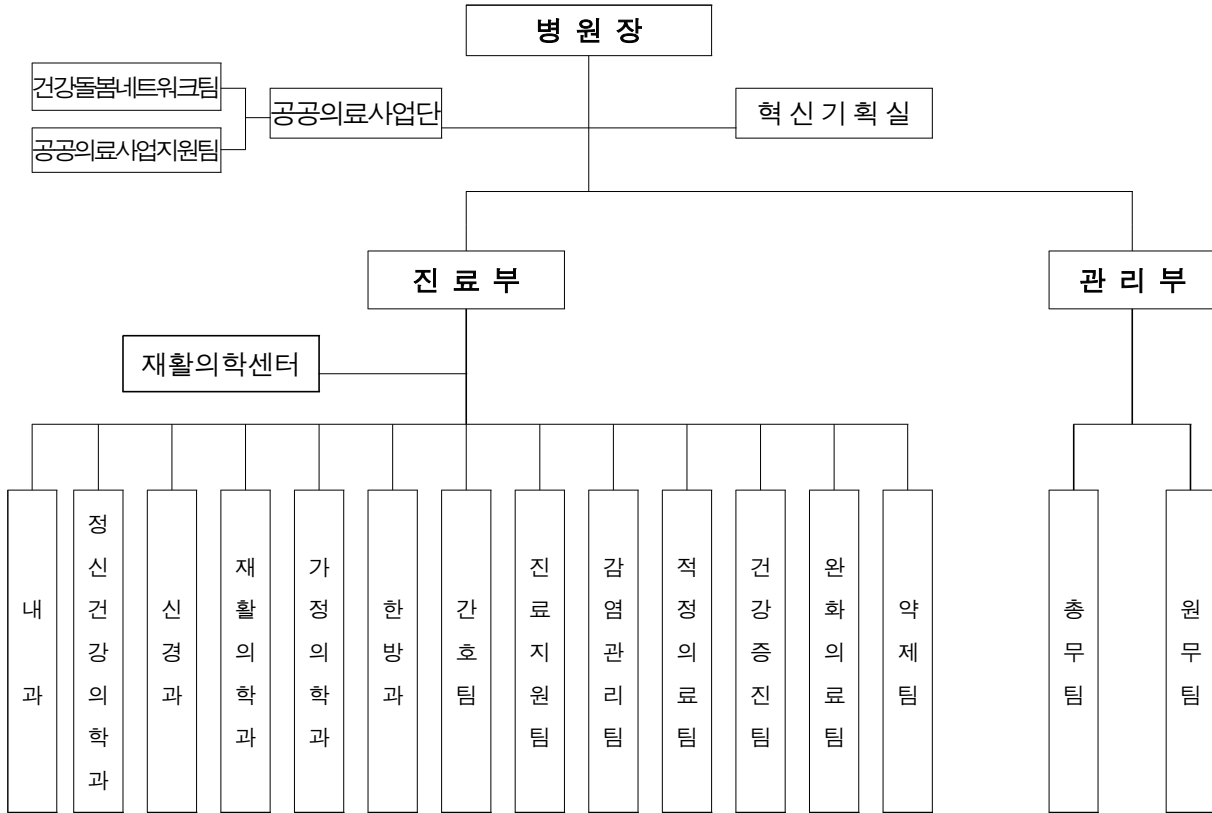 병 원 장
건강돌봄네트워크팀
공공의료사업단
혁 신 기 획 실
공공의료사업지원팀
진 료 부
관 리 부
재활의학센터
내과
정신건강의학과
신경과
재활의학과
가정의학과
한방과
간호팀
진료지원팀
감염관리팀
적정의료팀
건강증진팀
완화의료팀
약제팀
총무팀
원무팀